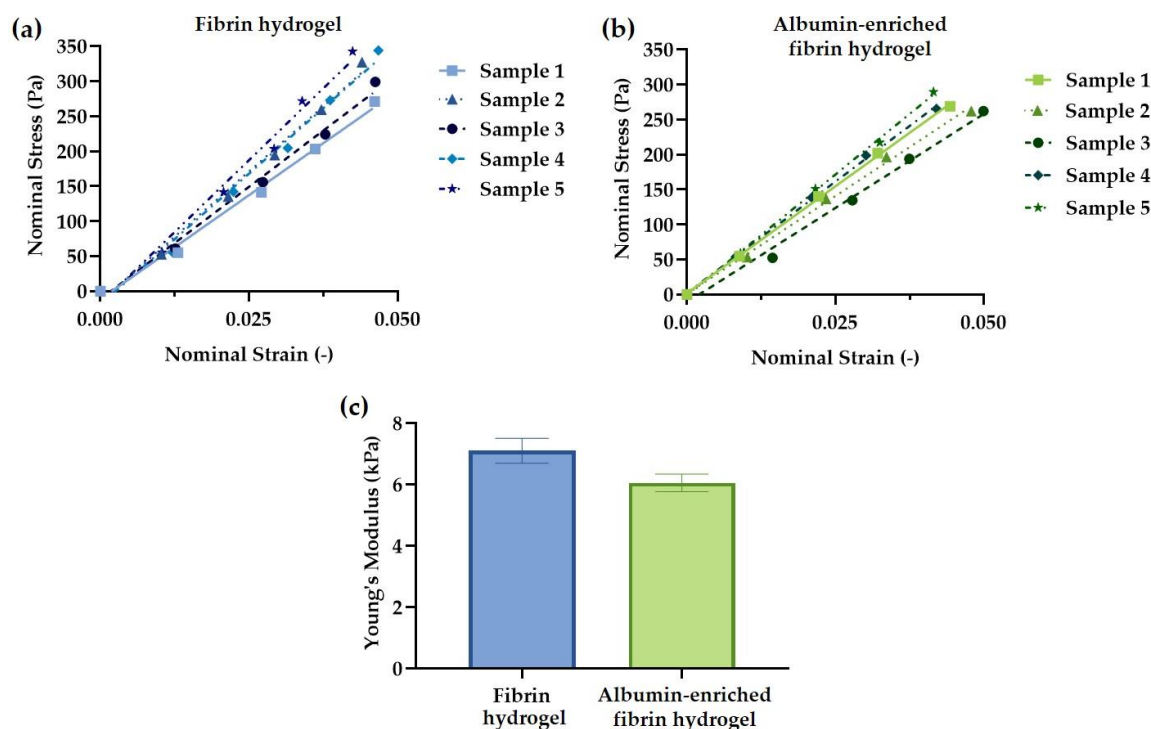 (a)
Fibrin hydrogel
Nominal Stress (Pa)
350
300
250
200
150
100
50
0
0.000
0.025
0.050
Nominal Strain (-)
Sample 1
Sample 2
Sample 3
Sample 4
Sample 5
(b)
Albumin-enriched
fibrin hydrogel
Nominal Stress (Pa)
350
300
250
200
150
100
50
0
0.000
0.025
0.050
Nominal Strain (-)
Sample 1
Sample 2
Sample 3
Sample 4
Sample 5
(c)
Young's Modulus (kPa)
8
6
4
2
0
Fibrin
hydrogel
Albumin-enriched
fibrin hydrogel